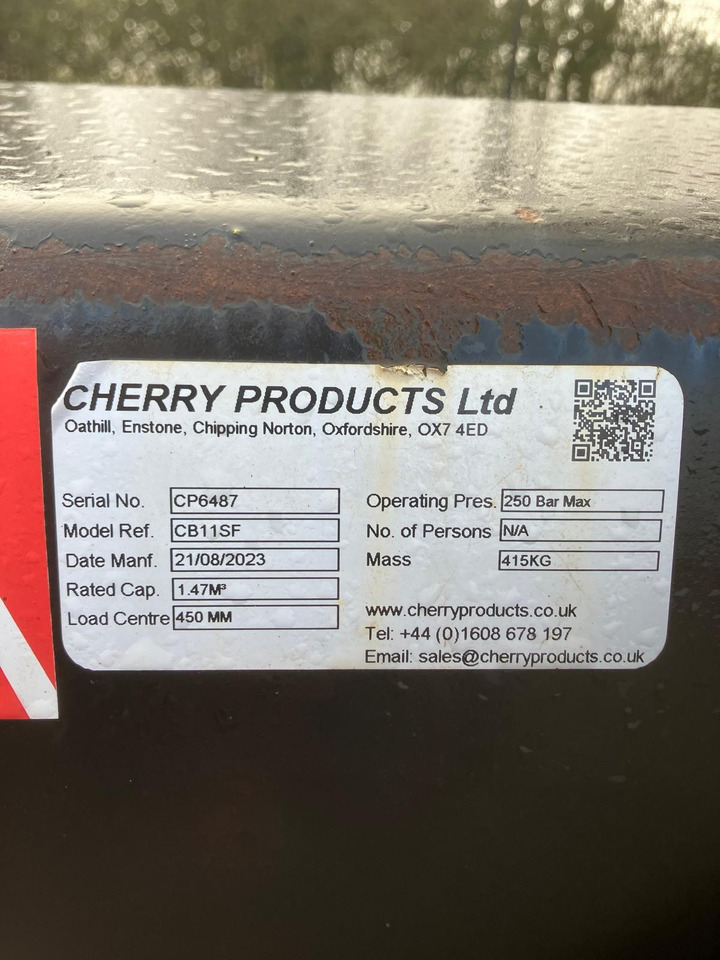 CHERRY PRODUCTS Ltd
Oathill, Enstone, Chipping Norton, Oxfordshire, OX7 4ED
Serial No. CP6487
Model Ref. CB11SF
Date Manf. 21/08/2023
Rated Cap. 1.47M³
Load Centre 450 MM
Operating Pres. 250 Bar Max
No. of Persons N/A
Mass 415KG
www.cherryproducts.co.uk
Tel: +44 (0)1608 678 197
Email: sales@cherryproducts.co.uk